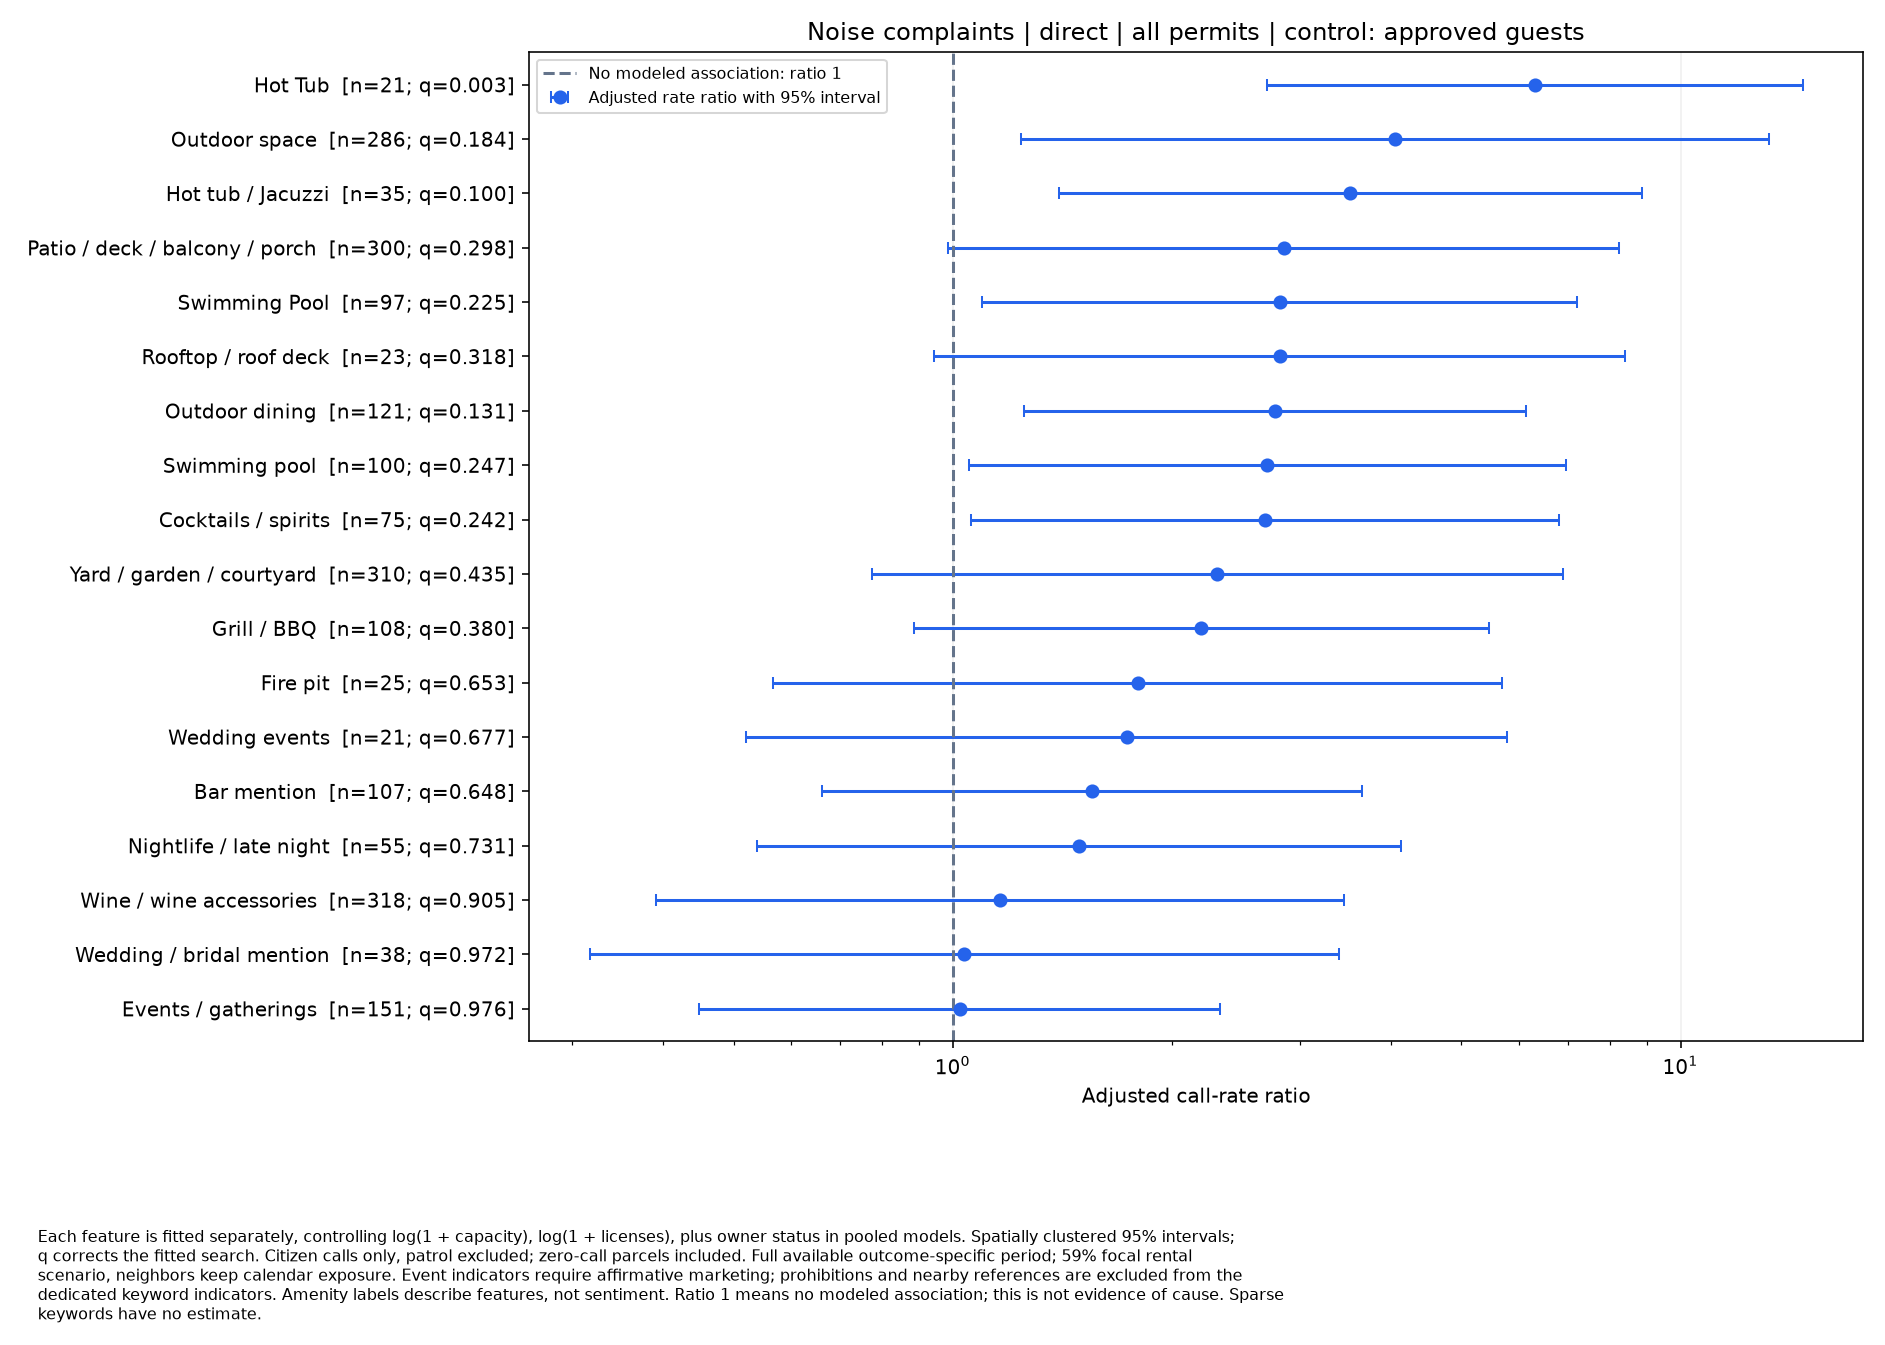 Noise complaints | direct | all permits | control: approved guests
No modeled association: ratio 1
Adjusted rate ratio with 95% interval
Hot Tub [n=21; q=0.003]
Outdoor space [n=286; q=0.184]
Hot tub / Jacuzzi [n=35; q=0.100]
Patio / deck / balcony / porch [n=300; q=0.298]
Swimming Pool [n=97; q=0.225]
Rooftop / roof deck [n=23; q=0.318]
Outdoor dining [n=121; q=0.131]
Swimming pool [n=100; q=0.247]
Cocktails / spirits [n=75; q=0.242]
Yard / garden / courtyard [n=310; q=0.435]
Grill / BBQ [n=108; q=0.380]
Fire pit [n=25; q=0.653]
Wedding events [n=21; q=0.677]
Bar mention [n=107; q=0.648]
Nightlife / late night [n=55; q=0.731]
Wine / wine accessories [n=318; q=0.905]
Wedding / bridal mention [n=38; q=0.972]
Events / gatherings [n=151; q=0.976]
10⁰ 10¹
Adjusted call-rate ratio
Each feature is fitted separately, controlling log(1 + capacity), log(1 + licenses), plus owner status in pooled models. Spatially clustered 95% intervals;
q corrects the fitted search. Citizen calls only, patrol excluded; zero-call parcels included. Full available outcome-specific period; 59% focal rental
scenario, neighbors keep calendar exposure. Event indicators require affirmative marketing; prohibitions and nearby references are excluded from the
dedicated keyword indicators. Amenity labels describe features, not sentiment. Ratio 1 means no modeled association; this is not evidence of cause. Sparse
keywords have no estimate.